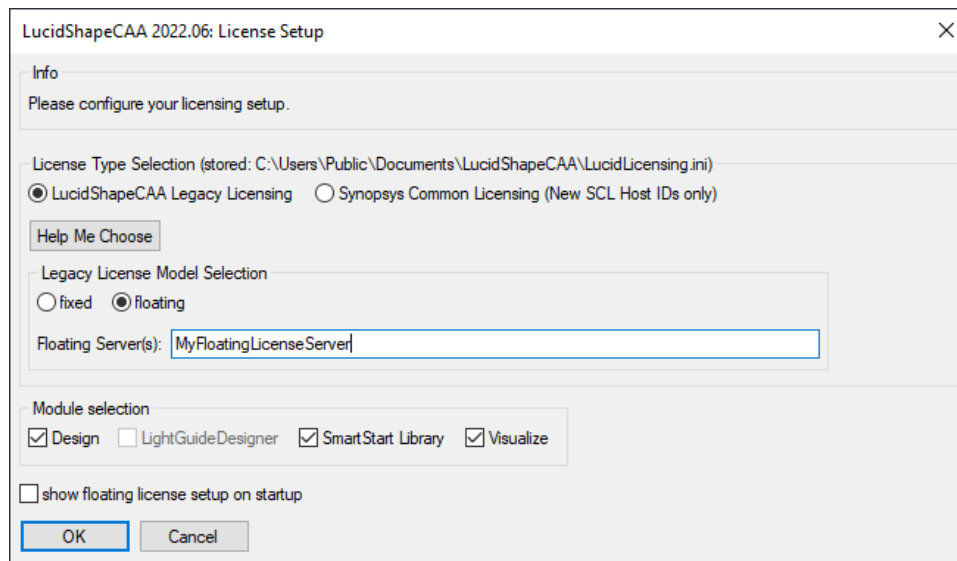 LucidShapeCAA 2022.06: License Setup
Info
Please configure your licensing setup.
License Type Selection (stored: C:\Users\Public\Documents\LucidShapeCAA\LucidLicensing.ini)
LucidShapeCAA Legacy Licensing Synopsys Common Licensing (New SCL Host IDs only)
Help Me Choose
Legacy License Model Selection
fixed floating
Floating Server(s): MyFloatingLicenseServer
Module selection
Design LightGuideDesigner SmartStart Library Visualize
show floating license setup on startup
OK Cancel